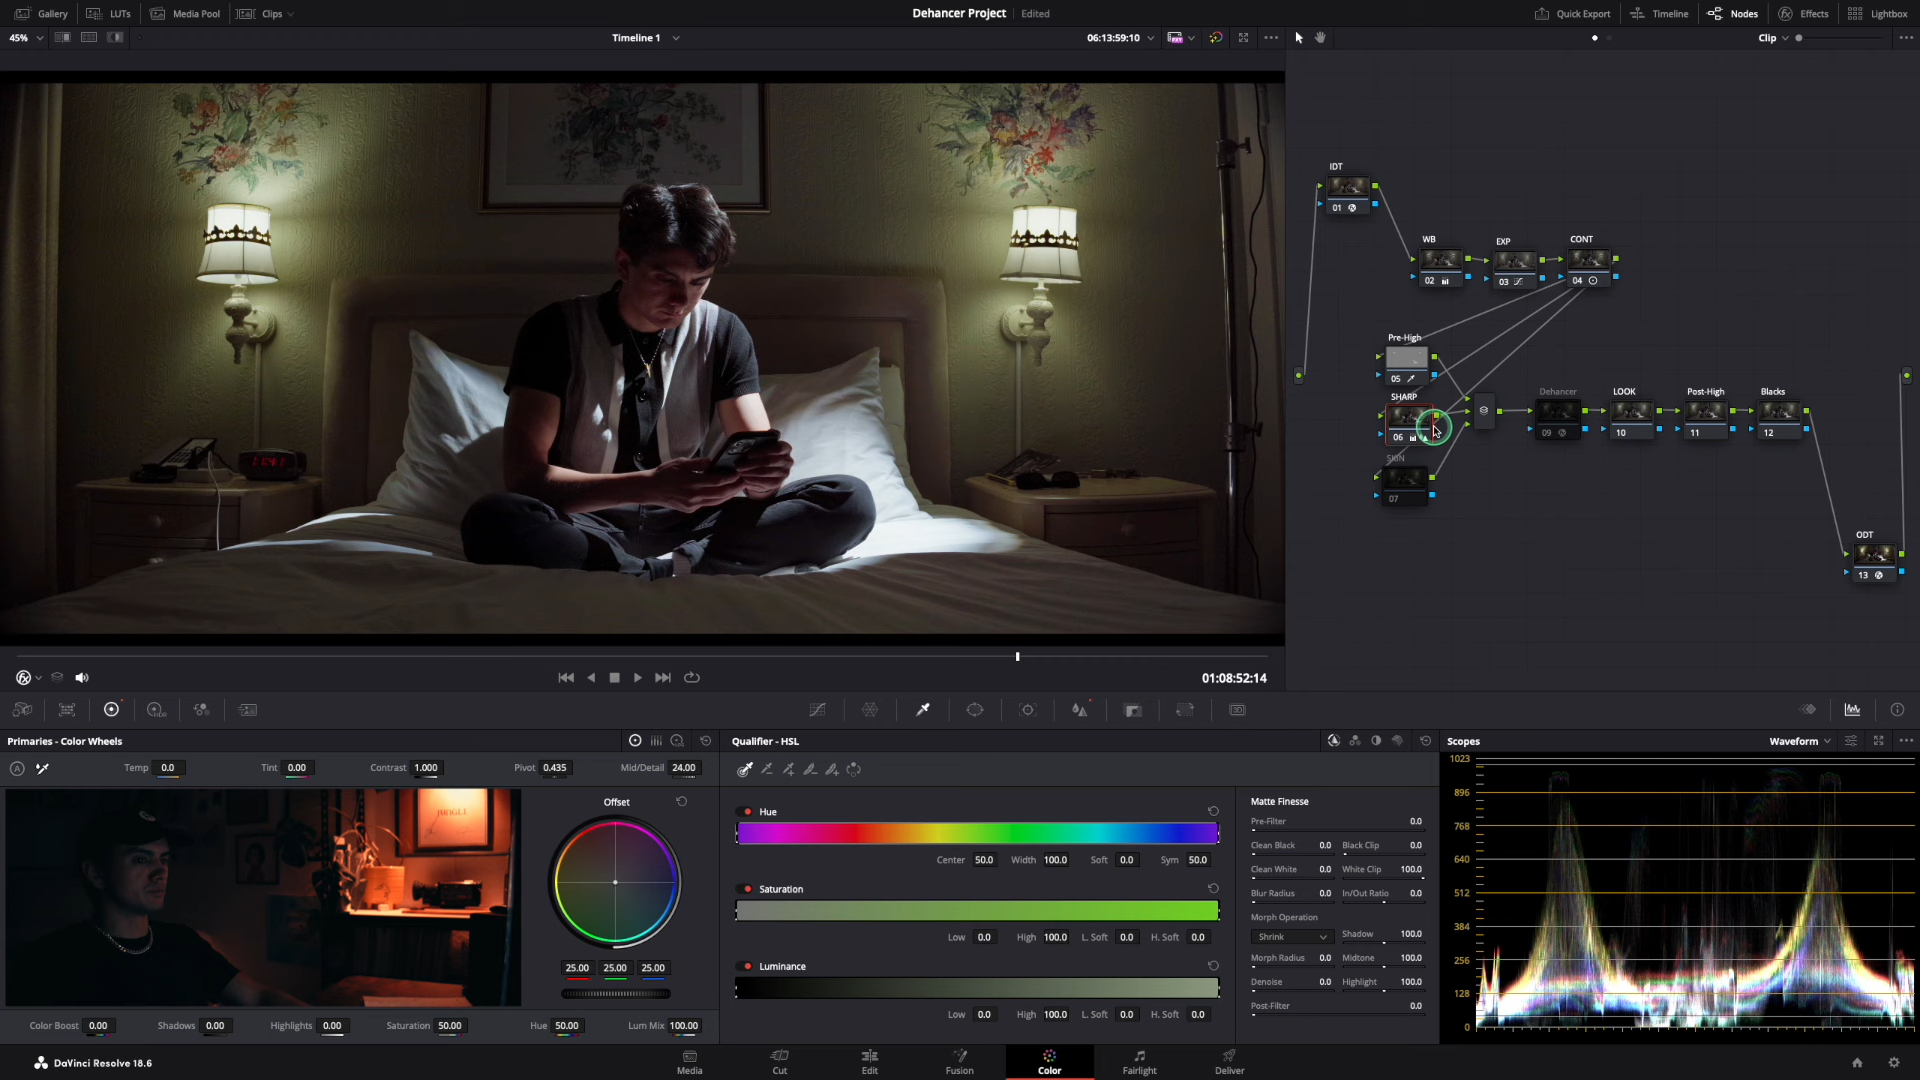 Gallery LUTs Media Pool Clips Dehancer Project Edited Quick Export Timeline Nodes Effects Lightbox
45% Timeline 1 06:13:59:10 Clip
IDT
01
WB EXP CONT
02 03 04
Pre-High
05
SHARP
06
SKIN
07
Dehancer LOOK Post-High Blacks
09 10 11 12
ODT
13
01:08:52:14
Primaries - Color Wheels
Temp 0.0 Tint 0.00 Contrast 1.000 Pivot 0.435 Mid/Detail 24.00
Offset
25.00 25.00 25.00
Color Boost 0.00 Shadows 0.00 Highlights 0.00 Saturation 50.00 Hue 50.00 Lum Mix 100.00
Qualifier - HSL
Hue
Center 50.0 Width 100.0 Soft 0.0 Sym 50.0
Saturation
Low 0.0 High 100.0 L. Soft 0.0 H. Soft 0.0
Luminance
Low 0.0 High 100.0 L. Soft 0.0 H. Soft 0.0
Matte Finesse
Pre-Filter 0.0
Clean Black 0.0 Black Clip 0.0
Clean White 0.0 White Clip 100.0
Blur Radius 0.0 In/Out Ratio 0.0
Morph Operation
Shrink Shadow 100.0
Morph Radius 0.0 Midtone 100.0
Denoise 0.0 Highlight 100.0
Post-Filter 0.0
Scopes Waveform
1023
896
768
640
512
384
256
128
0
DaVinci Resolve 18.6 Media Cut Edit Fusion Color Fairlight Deliver